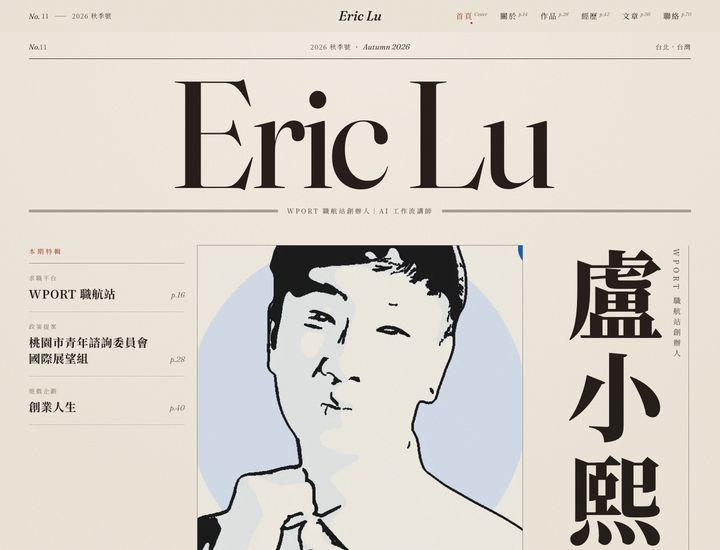 No. 11 — 2026 秋季號
Eric Lu
首頁 Cover 關於 p.14 作品 p.28 經歷 p.42 文章 p.56 聯絡 p.70
No.11
2026 秋季號 · Autumn 2026
台北・台灣
Eric Lu
WPORT 職航站創辦人｜AI 工作流講師
本期特輯
求職平台
WPORT 職航站 p.16
政策提案
桃園市青年諮詢委員會
國際展望組 p.28
遊戲企劃
創業人生 p.40
盧小熙
WPORT 職航站創辦人